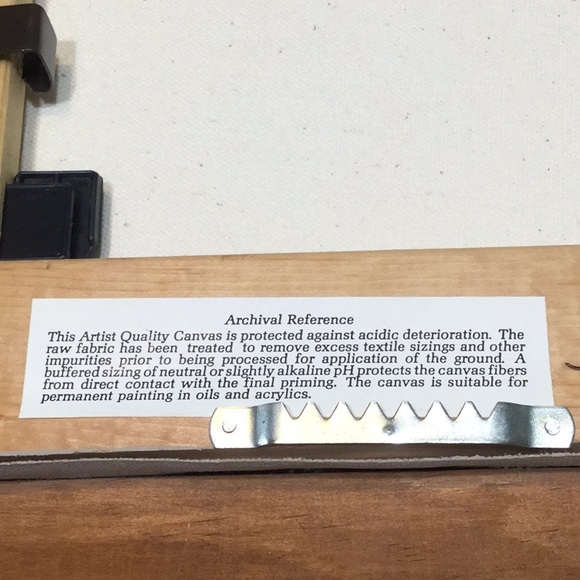 Archival Reference
This Artist Quality Canvas is protected against acidic deterioration. The
raw fabric has been treated to remove excess textile sizings and other
impurities prior to being processed for application of the ground. A
buffered sizing of neutral or slightly alkaline pH protects the canvas fibers
from direct contact with the final priming. The canvas is suitable for
permanent painting in oils and acrylics.